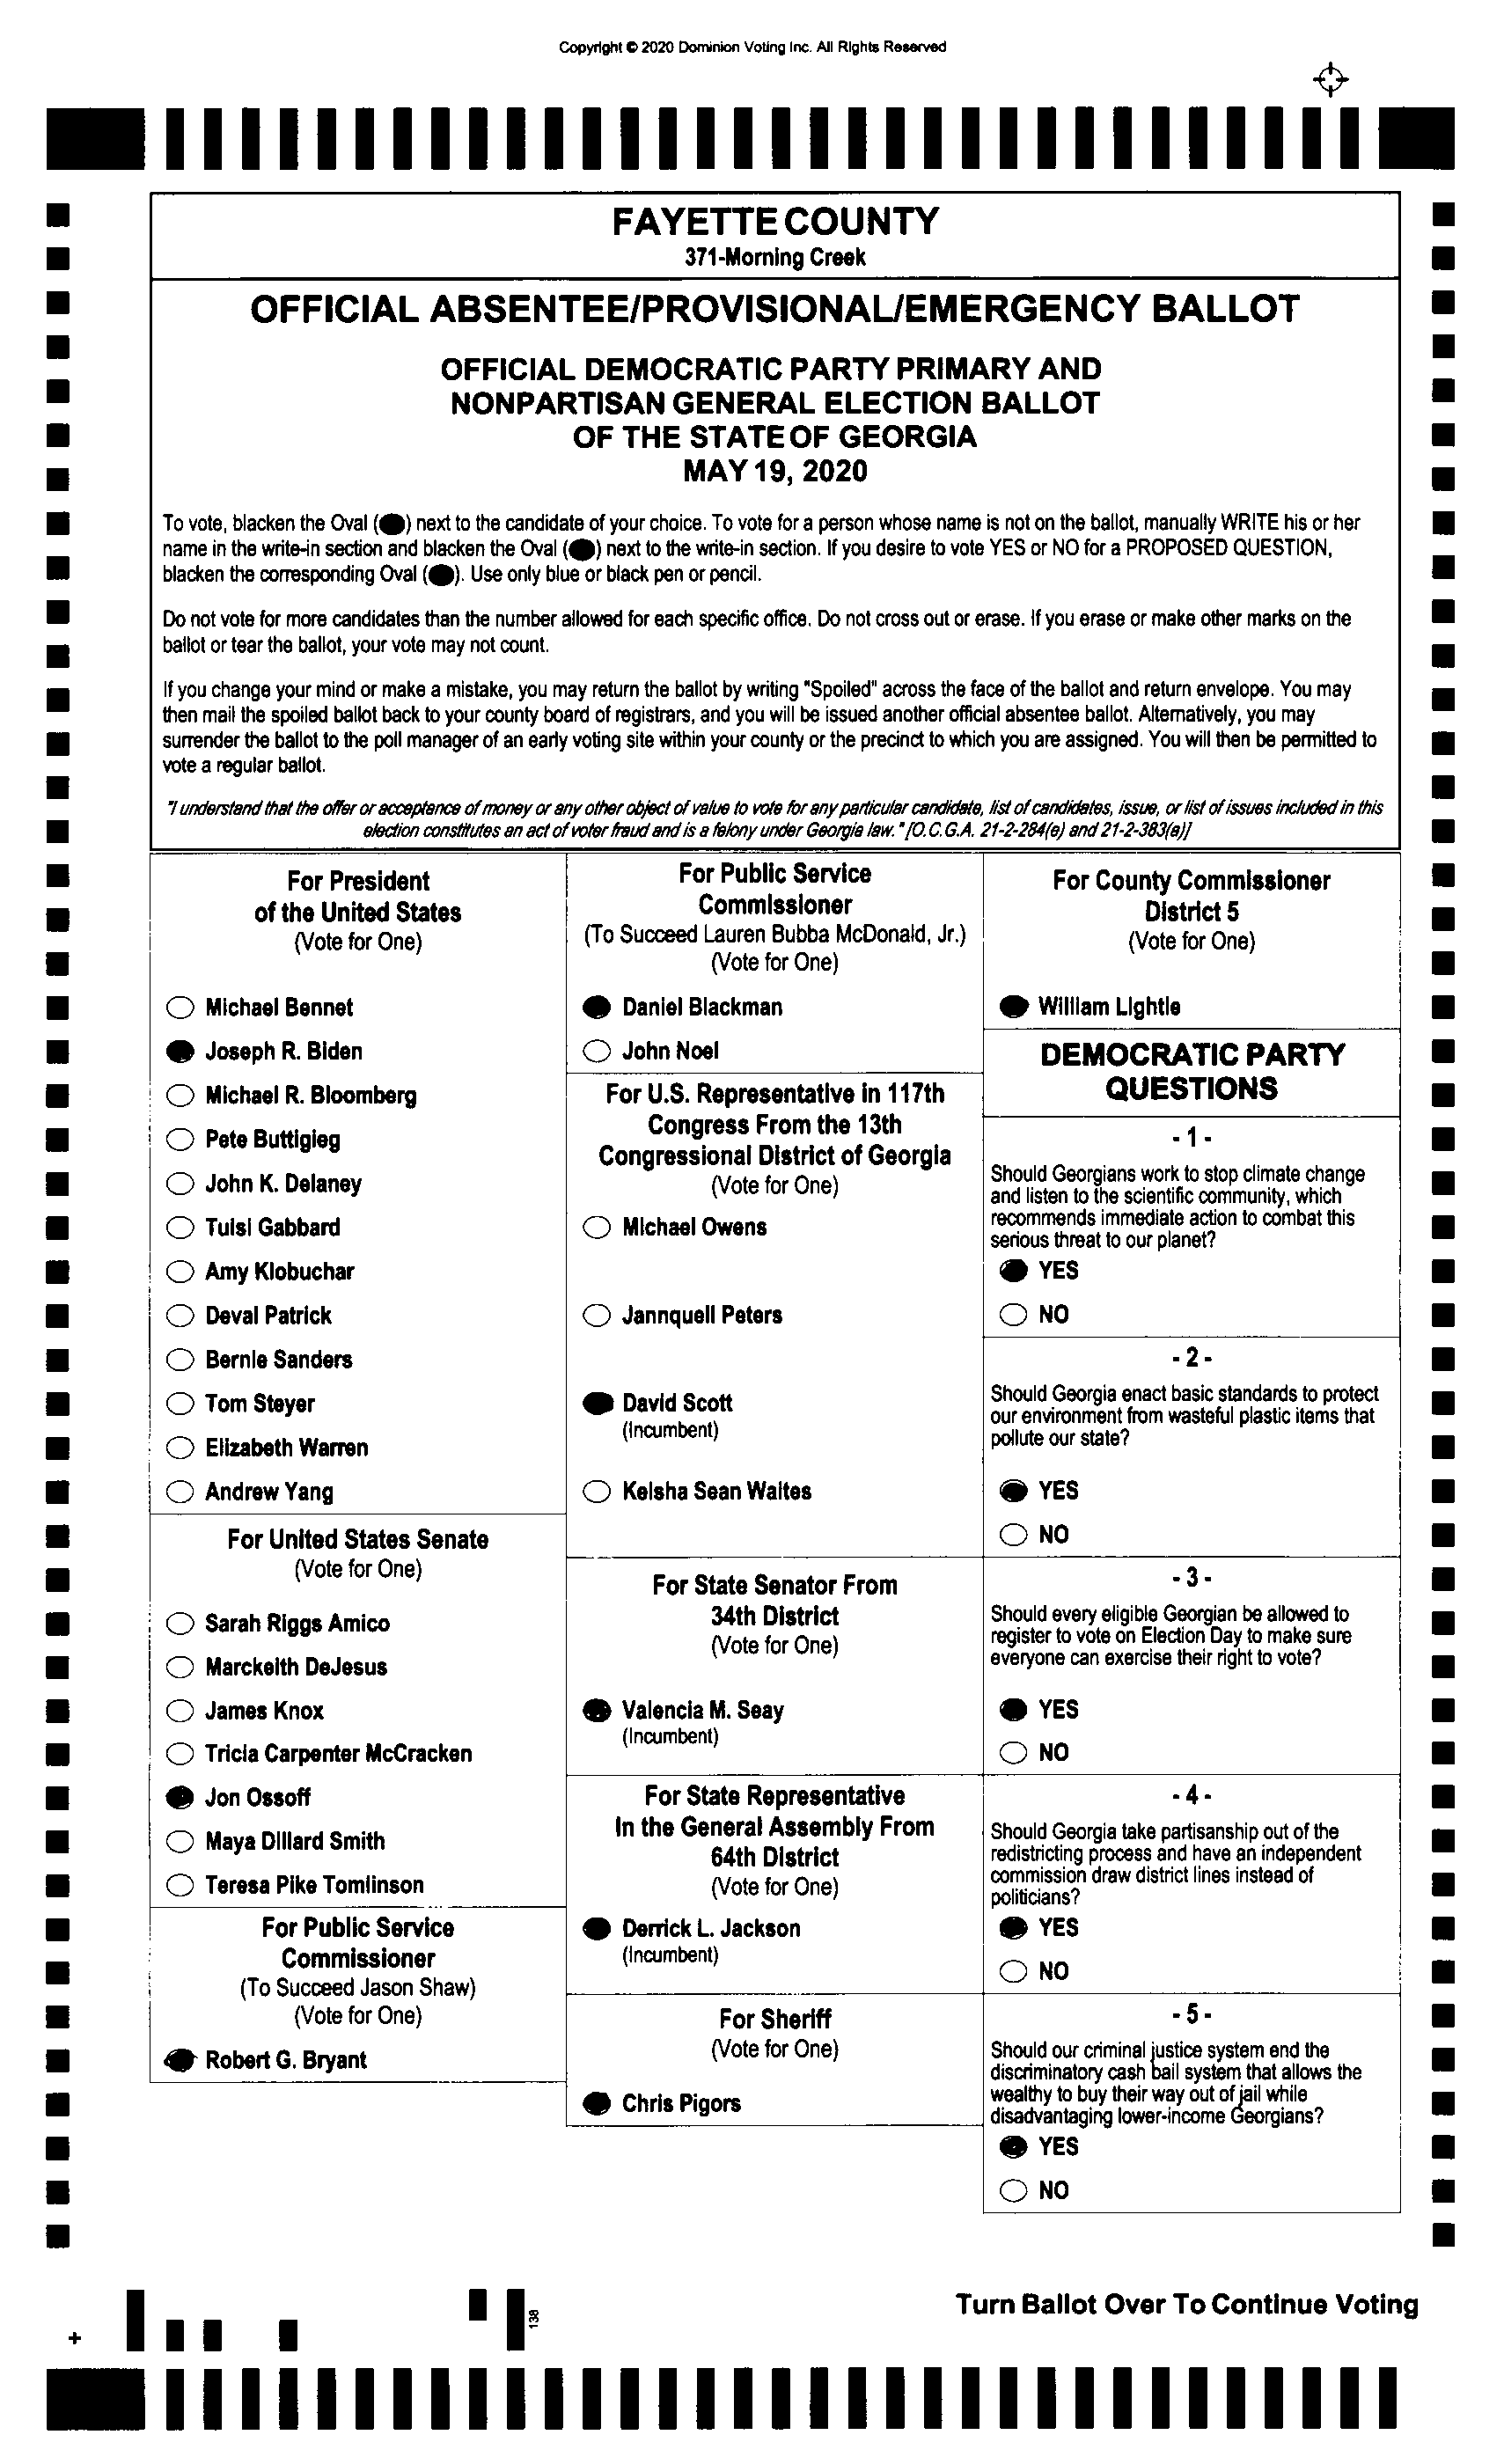 Copyright © 2020 Dominion Voting Inc. All Rights Reserved
FAYETTE COUNTY
371-Morning Creek
OFFICIAL ABSENTEE/PROVISIONAL/EMERGENCY BALLOT
OFFICIAL DEMOCRATIC PARTY PRIMARY AND
NONPARTISAN GENERAL ELECTION BALLOT
OF THE STATE OF GEORGIA
MAY 19, 2020
To vote, blacken the Oval ( ) next to the candidate of your choice. To vote for a person whose name is not on the ballot, manually WRITE his or her
name in the write-in section and blacken the Oval ( ) next to the write-in section. If you desire to vote YES or NO for a PROPOSED QUESTION,
blacken the corresponding Oval ( ). Use only blue or black pen or pencil.
Do not vote for more candidates than the number allowed for each specific office. Do not cross out or erase. If you erase or make other marks on the
ballot or tear the ballot, your vote may not count.
If you change your mind or make a mistake, you may return the ballot by writing "Spoiled" across the face of the ballot and return envelope. You may
then mail the spoiled ballot back to your county board of registrars, and you will be issued another official absentee ballot. Alternatively, you may
surrender the ballot to the poll manager of an early voting site within your county or the precinct to which you are assigned. You will then be permitted to
vote a regular ballot.
"I understand that the offer or acceptance of money or any other object of value to vote for any particular candidate, list of candidates, issue, or list of issues included in this
election constitutes an act of voter fraud and is a felony under Georgia law." [O.C.G.A. 21-2-284(e) and 21-2-383(a)]
For President
of the United States
(Vote for One)
Michael Bennet
Joseph R. Biden
Michael R. Bloomberg
Pete Buttigieg
John K. Delaney
Tulsi Gabbard
Amy Klobuchar
Deval Patrick
Bernie Sanders
Tom Steyer
Elizabeth Warren
Andrew Yang
For United States Senate
(Vote for One)
Sarah Riggs Amico
Marckeith DeJesus
James Knox
Tricia Carpenter McCracken
Jon Ossoff
Maya Dillard Smith
Teresa Pike Tomlinson
For Public Service
Commissioner
(To Succeed Jason Shaw)
(Vote for One)
Robert G. Bryant
For Public Service
Commissioner
(To Succeed Lauren Bubba McDonald, Jr.)
(Vote for One)
Daniel Blackman
John Noel
For U.S. Representative in 117th
Congress From the 13th
Congressional District of Georgia
(Vote for One)
Michael Owens
Jannquell Peters
David Scott
(Incumbent)
Keisha Sean Waites
For State Senator From
34th District
(Vote for One)
Valencia M. Seay
(Incumbent)
For State Representative
In the General Assembly From
64th District
(Vote for One)
Derrick L. Jackson
(Incumbent)
For Sheriff
(Vote for One)
Chris Pigors
For County Commissioner
District 5
(Vote for One)
William Lightle
DEMOCRATIC PARTY
QUESTIONS
- 1 -
Should Georgians work to stop climate change
and listen to the scientific community, which
recommends immediate action to combat this
serious threat to our planet?
YES
NO
- 2 -
Should Georgia enact basic standards to protect
our environment from wasteful plastic items that
pollute our state?
YES
NO
- 3 -
Should every eligible Georgian be allowed to
register to vote on Election Day to make sure
everyone can exercise their right to vote?
YES
NO
- 4 -
Should Georgia take partisanship out of the
redistricting process and have an independent
commission draw district lines instead of
politicians?
YES
NO
- 5 -
Should our criminal justice system end the
discriminatory cash bail system that allows the
wealthy to buy their way out of jail while
disadvantaging lower-income Georgians?
YES
NO
138
Turn Ballot Over To Continue Voting